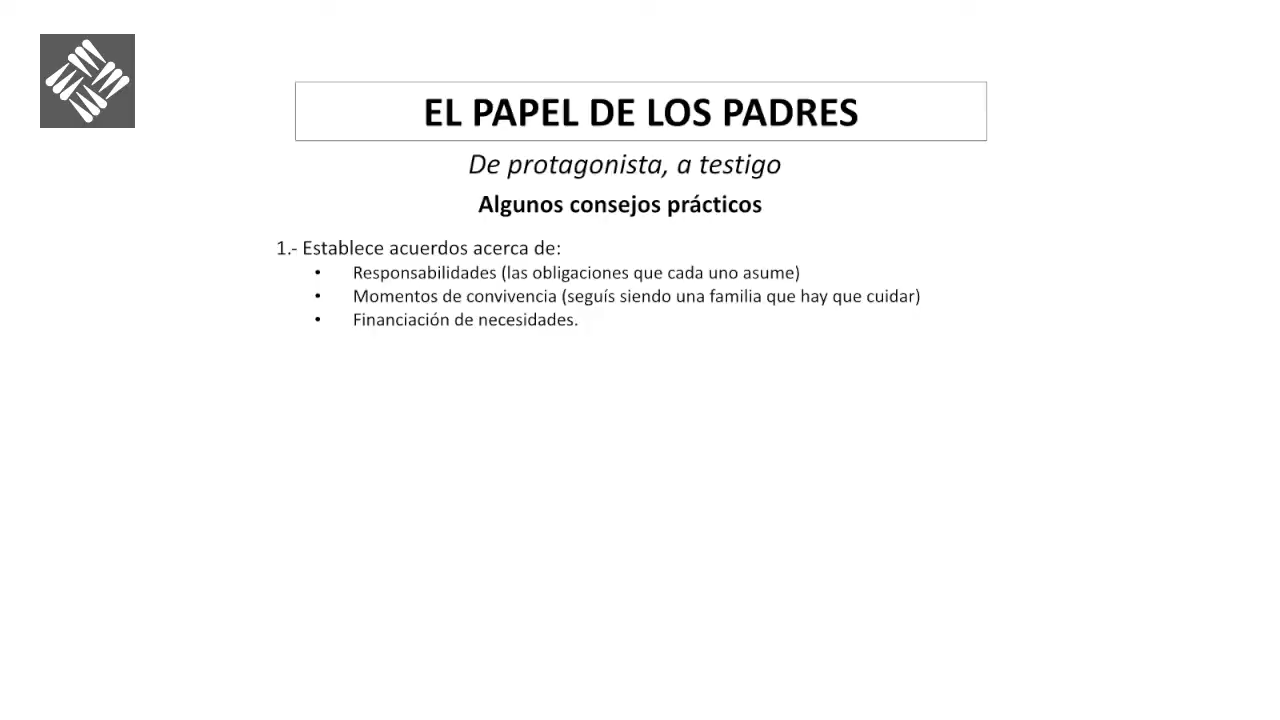 EL PAPEL DE LOS PADRES
De protagonista, a testigo
Algunos consejos prácticos
1.- Establece acuerdos acerca de:
• Responsabilidades (las obligaciones que cada uno asume)
• Momentos de convivencia (seguís siendo una familia que hay que cuidar)
• Financiación de necesidades.